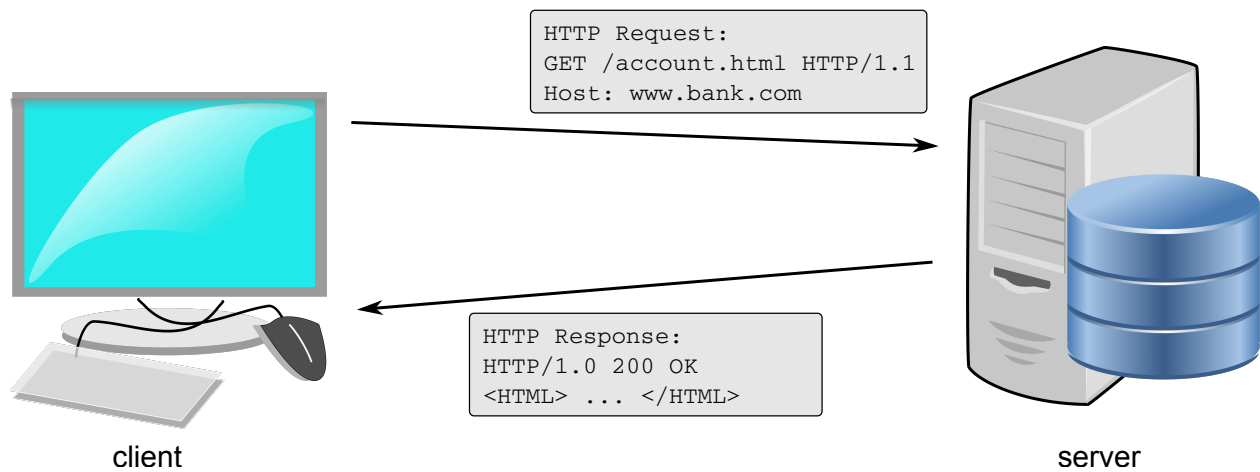 HTTP Request:
GET /account.html HTTP/1.1
Host: www.bank.com
HTTP Response:
HTTP/1.0 200 OK
<HTML> ... </HTML>
client
server